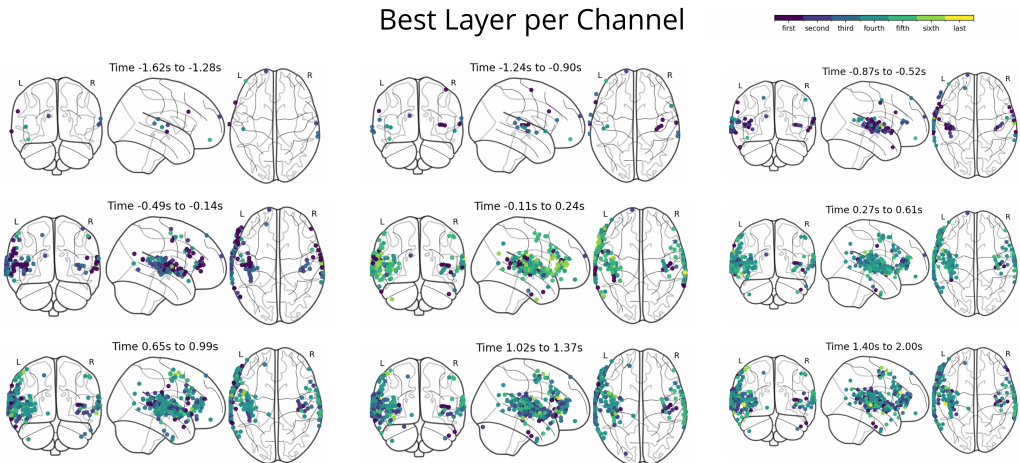 Best Layer per Channel
first second third fourth fifth sixth last
L R Time -1.62s to -1.28s L R
L R Time -1.24s to -0.90s L R
L R Time -0.87s to -0.52s L R
L R Time -0.49s to -0.14s L R
L R Time -0.11s to 0.24s L R
L R Time 0.27s to 0.61s L R
L R Time 0.65s to 0.99s L R
L R Time 1.02s to 1.37s L R
L R Time 1.40s to 2.00s L R